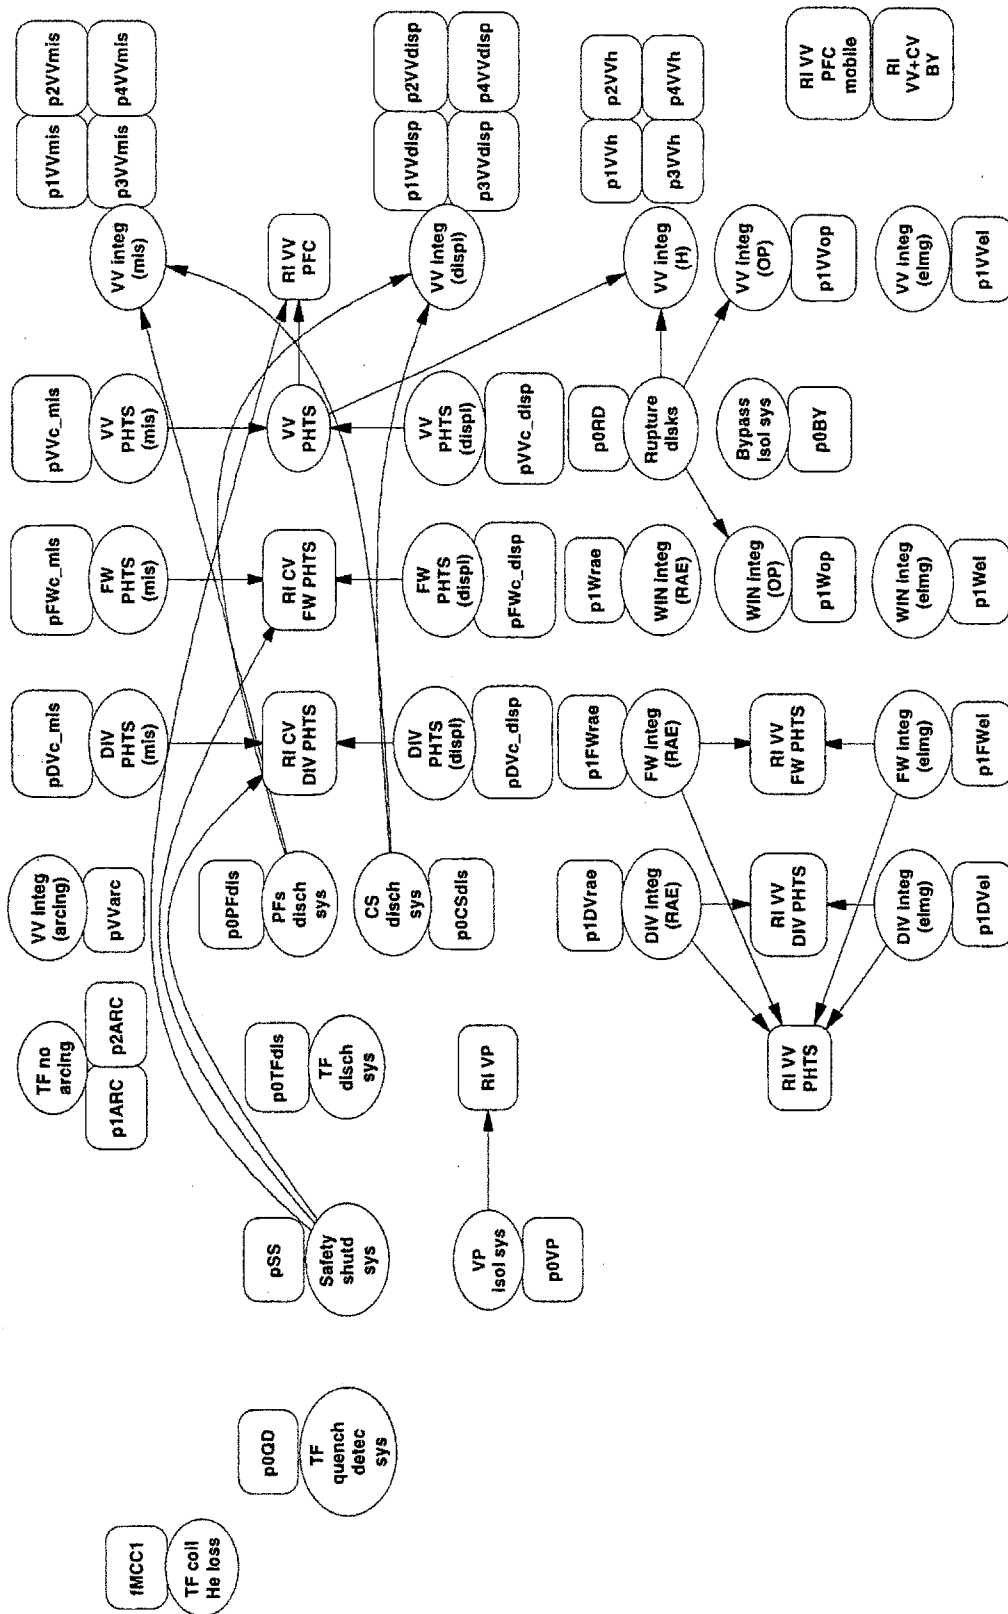 fMCC1
TF coil
He loss
p0QD
TF
quench
detec
sys
pSS
Safety
shutd
sys
VP
isol sys
p0VP
TF no
arcing
p1ARC
p2ARC
p0TFdis
TF
disch
sys
RI VP
VV integ
(arcing)
pVVarc
p0PFdis
PFs
disch
sys
CS
disch
sys
p0CSdis
RI VV
PHTS
p1DVrae
DIV integ
(RAE)
RI VV
DIV PHTS
DIV integ
(elmg)
p1DVel
pDVc_mis
DIV
PHTS
(mis)
RI CV
DIV PHTS
DIV
PHTS
(displ)
pDVc_disp
p1FWrae
FW integ
(RAE)
RI VV
FW PHTS
FW integ
(elmg)
p1FWel
pFWc_mis
FW
PHTS
(mis)
RI CV
FW PHTS
FW
PHTS
(displ)
pFWc_disp
p1Wrae
WIN integ
(RAE)
WIN integ
(OP)
p1Wop
WIN integ
(elmg)
p1Wel
pVVc_mis
VV
PHTS
(mis)
VV
PHTS
VV
PHTS
(displ)
pVVc_disp
p0RD
Rupture
disks
Bypass
isol sys
p0BY
VV integ
(mis)
RI VV
PFC
VV integ
(displ)
VV integ
(H)
VV integ
(OP)
p1VVop
VV integ
(elmg)
p1VVel
p1VVmis
p2VVmis
p3VVmis
p4VVmis
p1VVdisp
p2VVdisp
p3VVdisp
p4VVdisp
p1VVh
p2VVh
p3VVh
p4VVh
RI VV
PFC
mobile
RI
VV+CV
BY